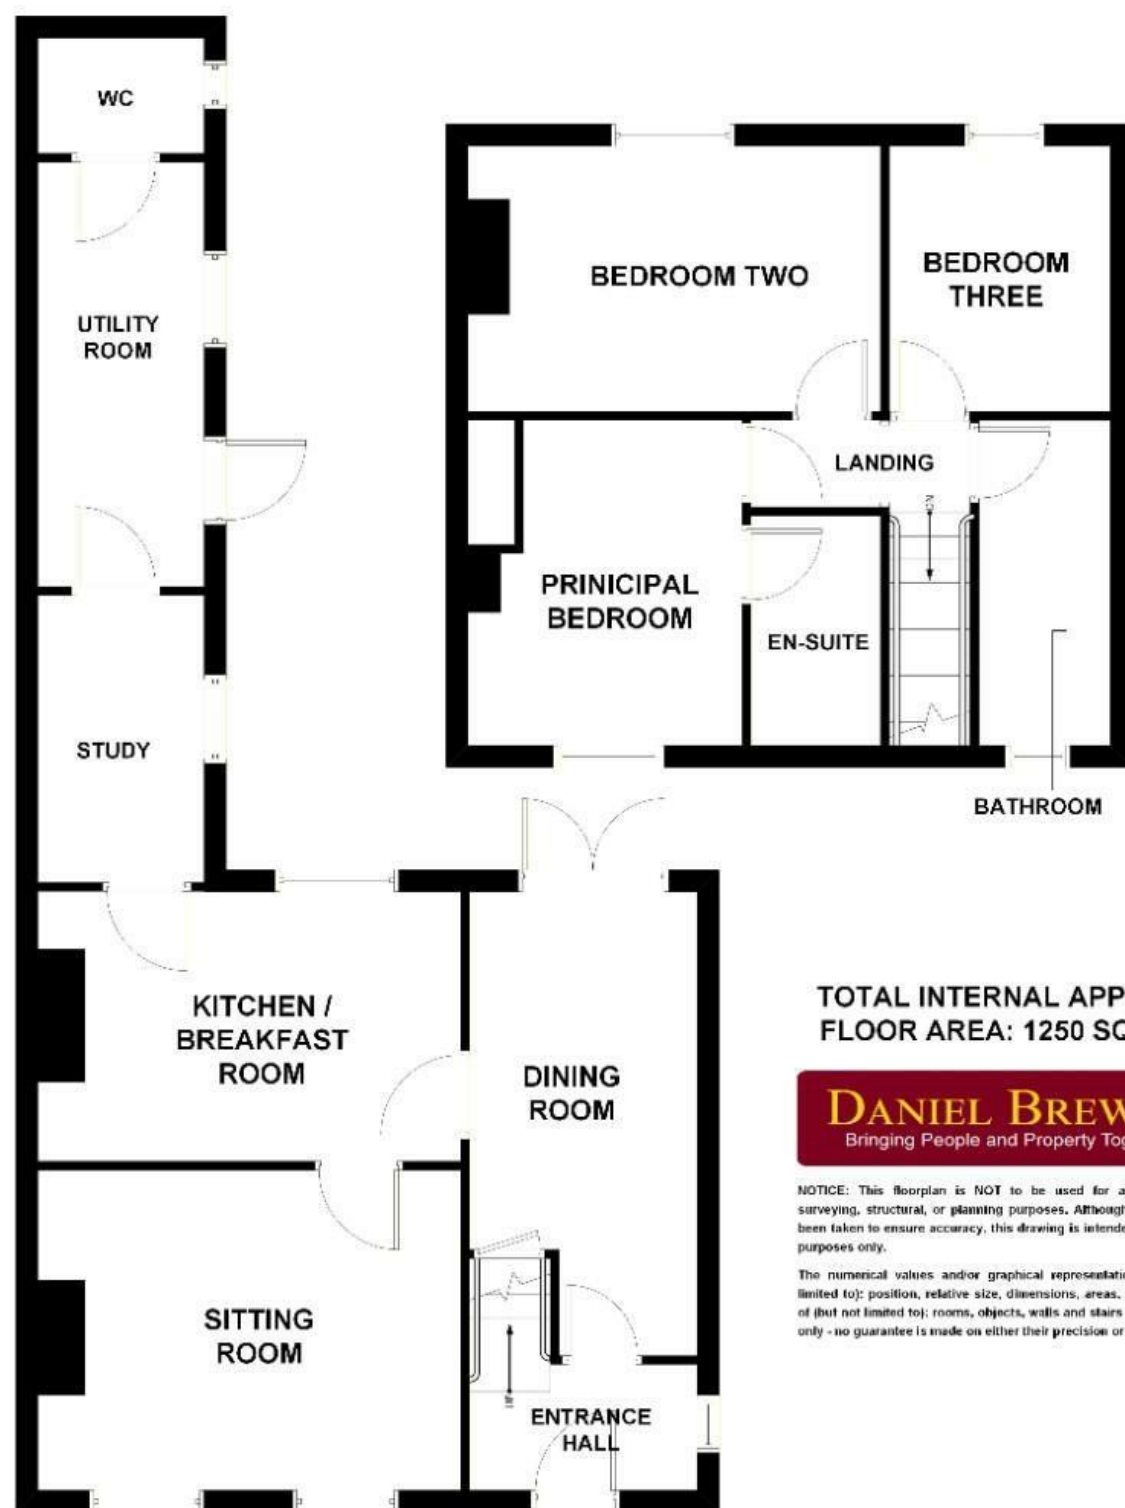 WC
UTILITY
ROOM
STUDY
KITCHEN /
BREAKFAST
ROOM
DINING
ROOM
SITTING
ROOM
ENTRANCE
HALL
UP
BEDROOM TWO
BEDROOM
THREE
LANDING
DN
PRINICIPAL
BEDROOM
EN-SUITE
BATHROOM
TOTAL INTERNAL APP
FLOOR AREA: 1250 SQ
DANIEL BREW
Bringing People and Property Tog
NOTICE: This floorplan is NOT to be used for a
surveying, structural, or planning purposes. Although
been taken to ensure accuracy, this drawing is intende
purposes only.
The numerical values and/or graphical representatio
limited to): position, relative size, dimensions, areas,
of (but not limited to): rooms, objects, walls and stairs
only - no guarantee is made on either their precision or